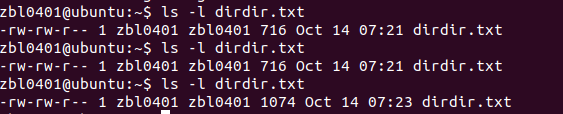 zbl0401@ubuntu:~$ ls -l dirdir.txt
-rw-rw-r-- 1 zbl0401 zbl0401 716 Oct 14 07:21 dirdir.txt
zbl0401@ubuntu:~$ ls -l dirdir.txt
-rw-rw-r-- 1 zbl0401 zbl0401 716 Oct 14 07:21 dirdir.txt
zbl0401@ubuntu:~$ ls -l dirdir.txt
-rw-rw-r-- 1 zbl0401 zbl0401 1074 Oct 14 07:23 dirdir.txt